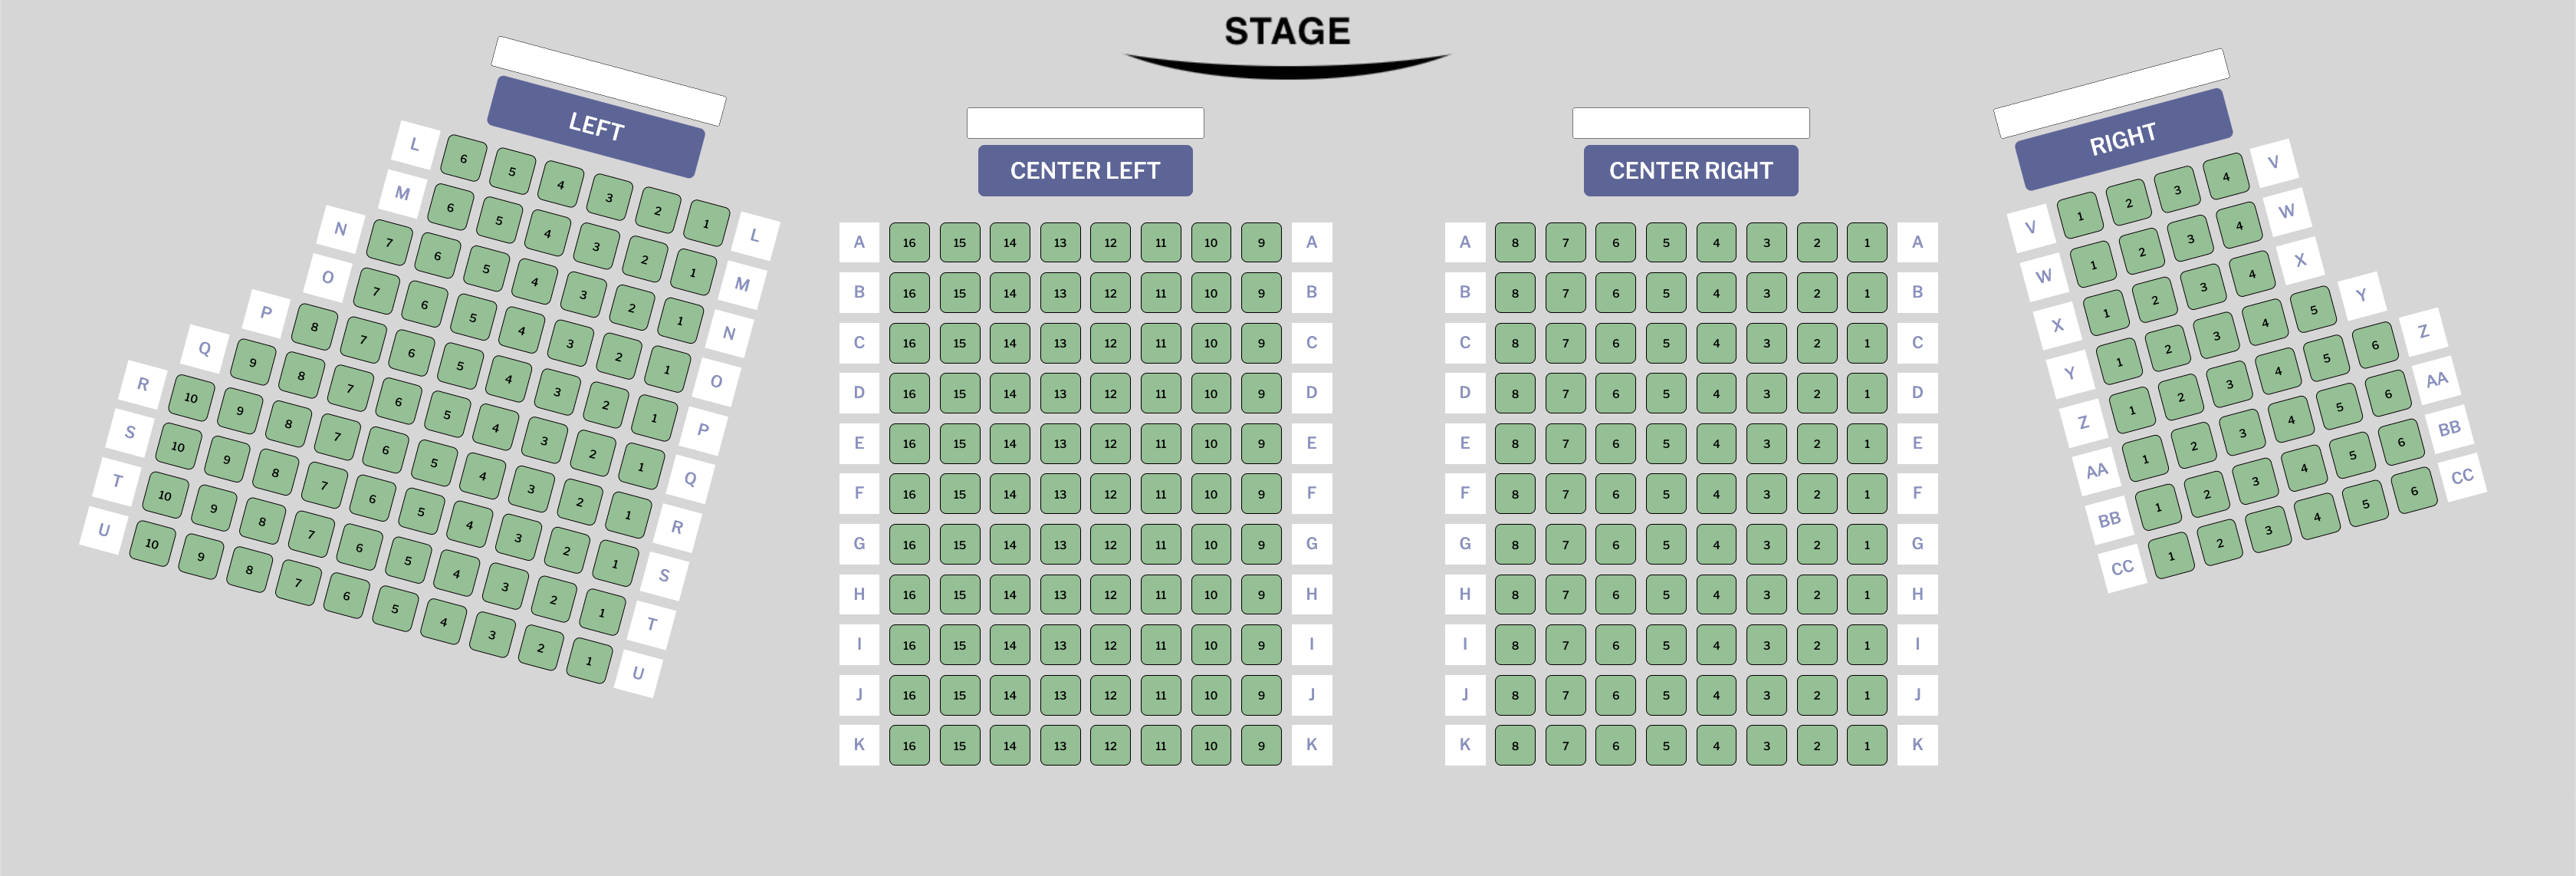 STAGE
LEFT
L 6 5 4 3 2 1 L
M 6 5 4 3 2 1 M
N 7 6 5 4 3 2 1 N
O 7 6 5 4 3 2 1 O
P 8 7 6 5 4 3 2 1 P
Q 9 8 7 6 5 4 3 2 1 Q
R 10 9 8 7 6 5 4 3 2 1 R
S 10 9 8 7 6 5 4 3 2 1 S
T 10 9 8 7 6 5 4 3 2 1 T
U 10 9 8 7 6 5 4 3 2 1 U
CENTER LEFT
A 16 15 14 13 12 11 10 9 A
B 16 15 14 13 12 11 10 9 B
C 16 15 14 13 12 11 10 9 C
D 16 15 14 13 12 11 10 9 D
E 16 15 14 13 12 11 10 9 E
F 16 15 14 13 12 11 10 9 F
G 16 15 14 13 12 11 10 9 G
H 16 15 14 13 12 11 10 9 H
I 16 15 14 13 12 11 10 9 I
J 16 15 14 13 12 11 10 9 J
K 16 15 14 13 12 11 10 9 K
CENTER RIGHT
A 8 7 6 5 4 3 2 1 A
B 8 7 6 5 4 3 2 1 B
C 8 7 6 5 4 3 2 1 C
D 8 7 6 5 4 3 2 1 D
E 8 7 6 5 4 3 2 1 E
F 8 7 6 5 4 3 2 1 F
G 8 7 6 5 4 3 2 1 G
H 8 7 6 5 4 3 2 1 H
I 8 7 6 5 4 3 2 1 I
J 8 7 6 5 4 3 2 1 J
K 8 7 6 5 4 3 2 1 K
RIGHT
V 1 2 3 4 V
W 1 2 3 4 W
X 1 2 3 4 X
Y 1 2 3 4 5 Y
Z 1 2 3 4 5 6 Z
AA 1 2 3 4 5 6 AA
BB 1 2 3 4 5 6 BB
CC 1 2 3 4 5 6 CC